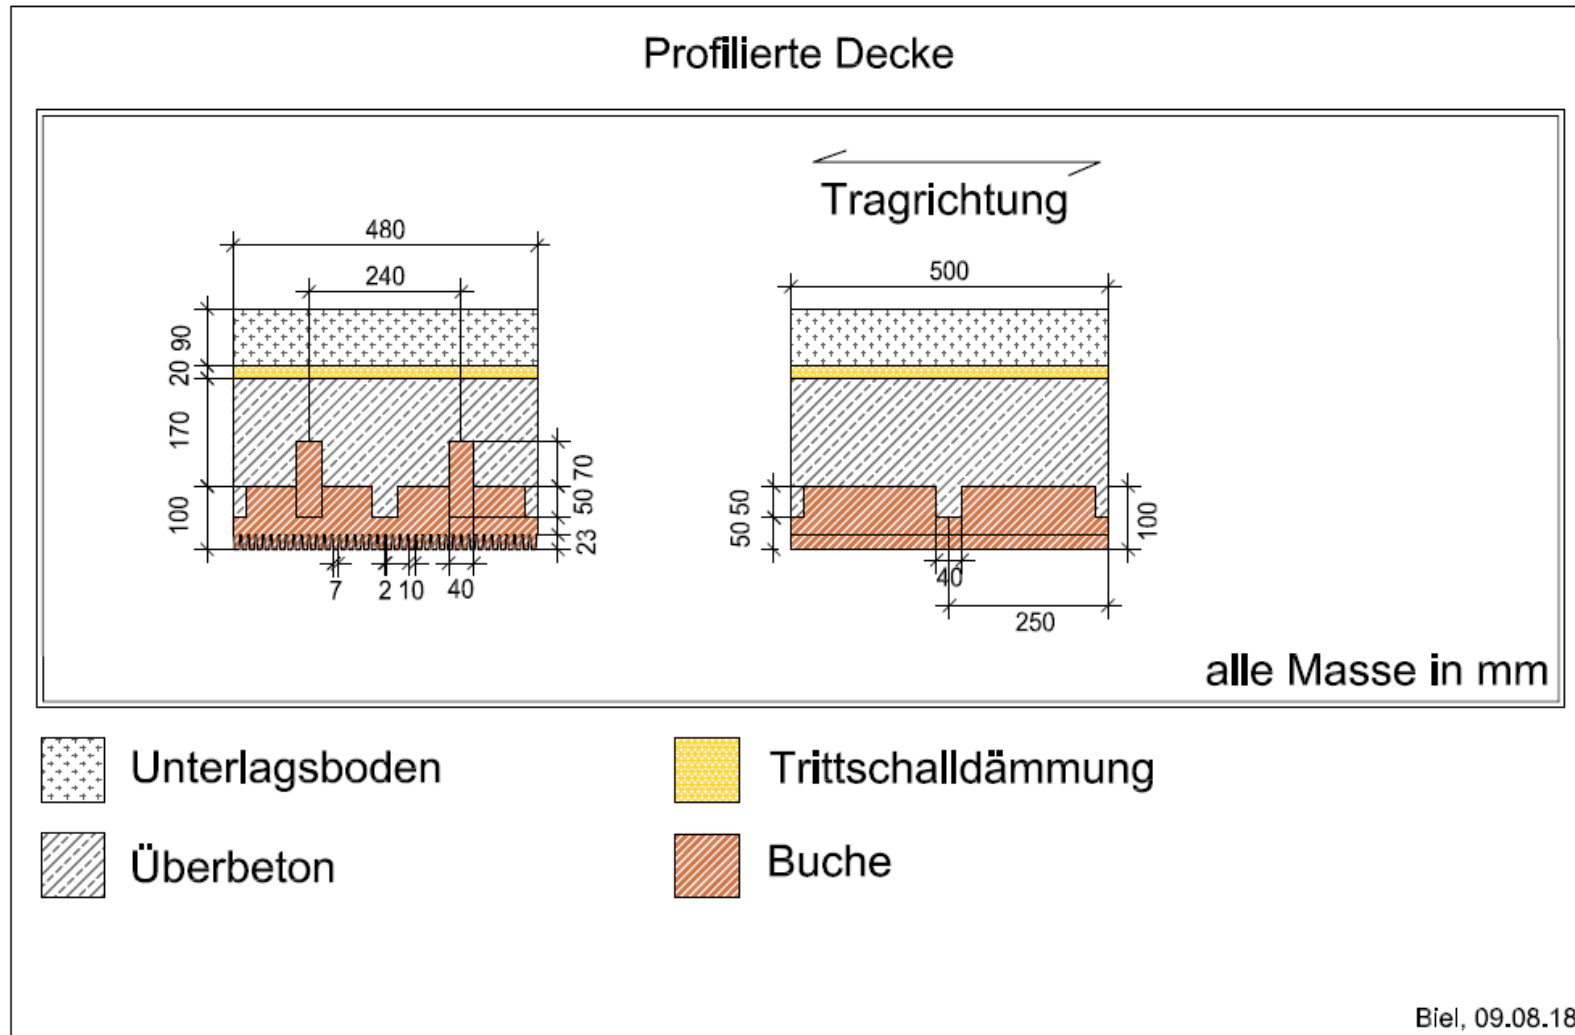 Profilierte Decke
Tragrichtung
480
240
90
20
170
100
70
50
23
7
2
10
40
500
50
50
100
40
250
alle Masse in mm
Unterlagsboden
Trittschalldämmung
Überbeton
Buche
Biel, 09.08.18